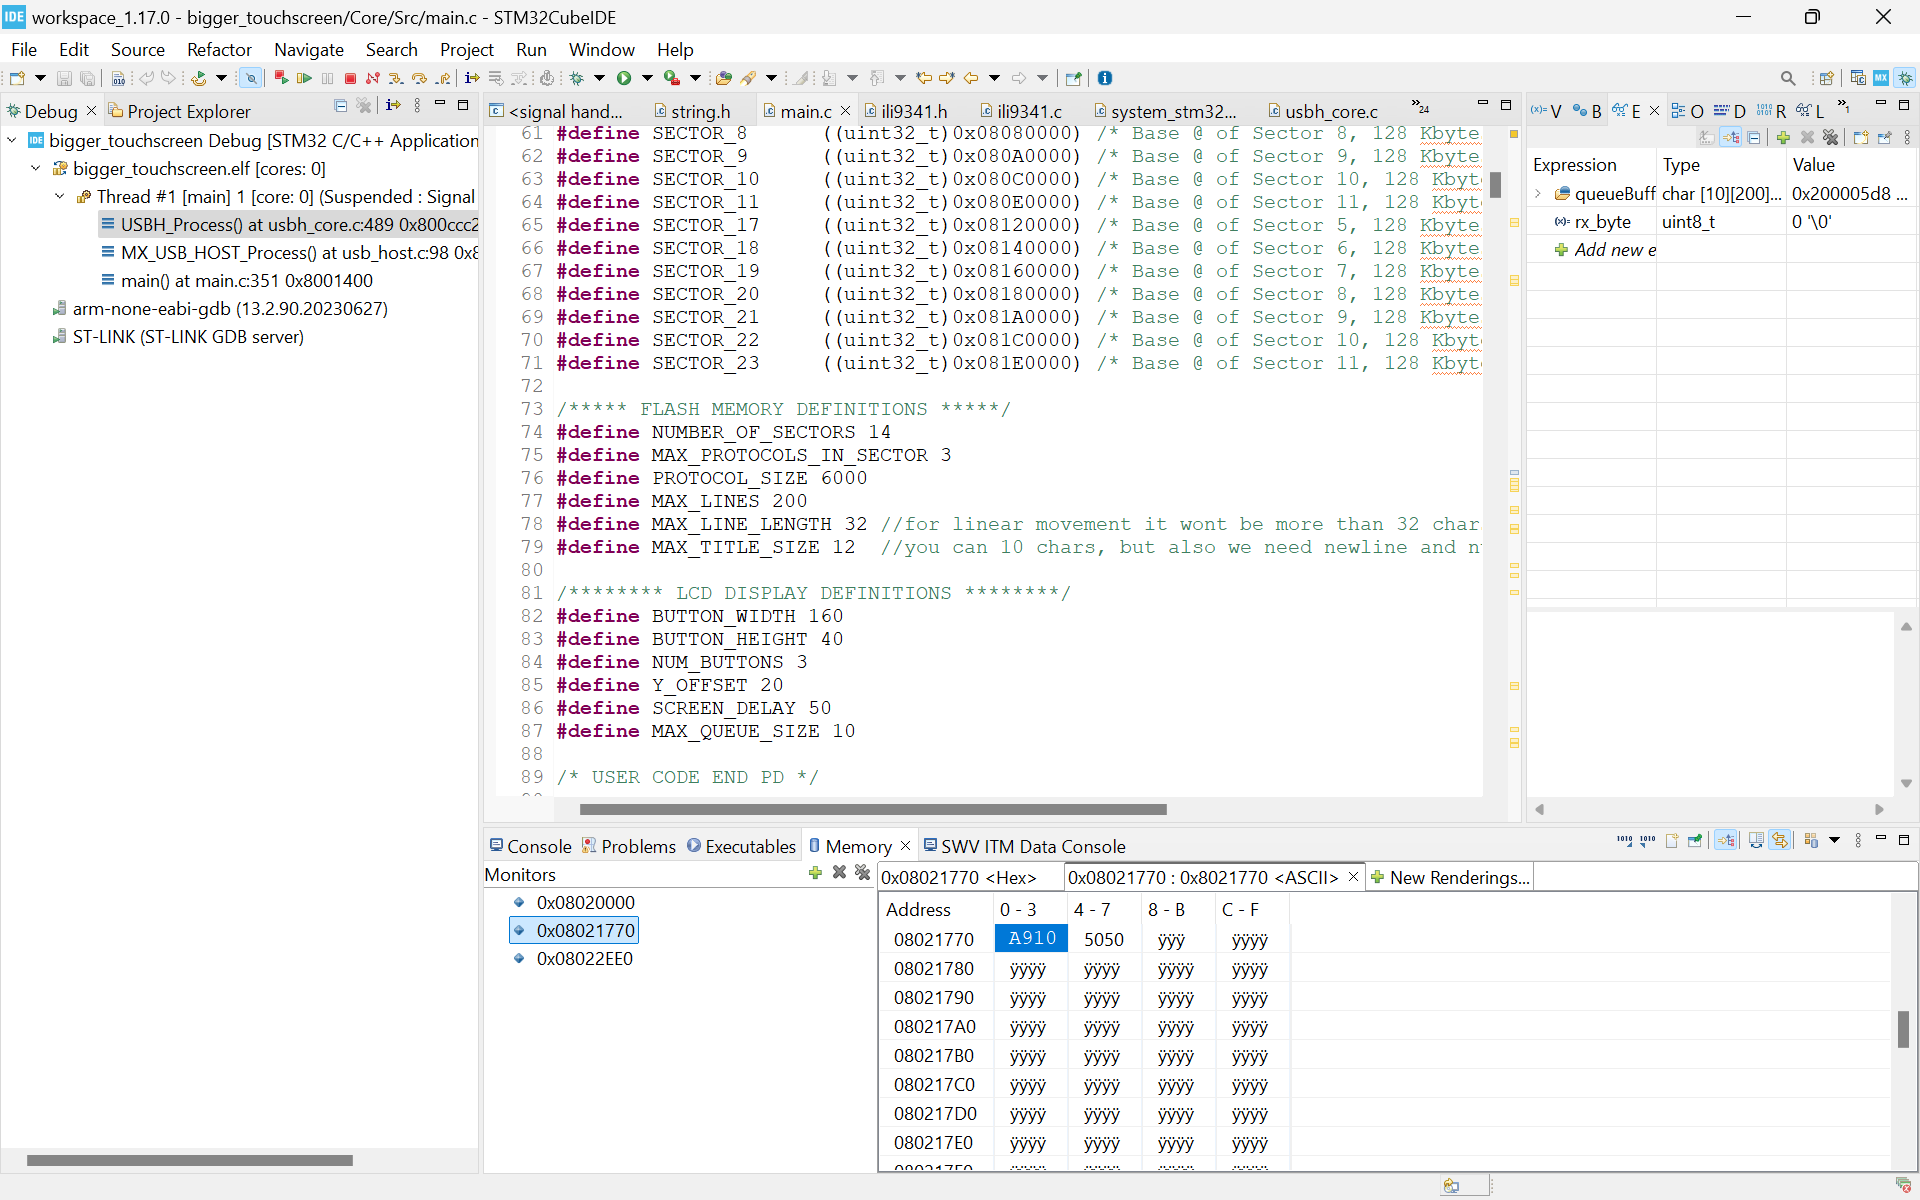 IDE workspace_1.17.0 - bigger_touchscreen/Core/Src/main.c - STM32CubeIDE
File Edit Source Refactor Navigate Search Project Run Window Help
Debug Project Explorer
bigger_touchscreen Debug [STM32 C/C++ Application
bigger_touchscreen.elf [cores: 0]
Thread #1 [main] 1 [core: 0] (Suspended : Signal
USBH_Process() at usbh_core.c:489 0x800ccc2
MX_USB_HOST_Process() at usb_host.c:98 0x8
main() at main.c:351 0x8001400
arm-none-eabi-gdb (13.2.90.20230627)
ST-LINK (ST-LINK GDB server)
<signal hand... string.h main.c ili9341.h ili9341.c system_stm32... usbh_core.c »24
61 #define SECTOR_8 ((uint32_t)0x08080000) /* Base @ of Sector 8, 128 Kbyte
62 #define SECTOR_9 ((uint32_t)0x080A0000) /* Base @ of Sector 9, 128 Kbyte
63 #define SECTOR_10 ((uint32_t)0x080C0000) /* Base @ of Sector 10, 128 Kbyt
64 #define SECTOR_11 ((uint32_t)0x080E0000) /* Base @ of Sector 11, 128 Kbyt
65 #define SECTOR_17 ((uint32_t)0x08120000) /* Base @ of Sector 5, 128 Kbyte
66 #define SECTOR_18 ((uint32_t)0x08140000) /* Base @ of Sector 6, 128 Kbyte
67 #define SECTOR_19 ((uint32_t)0x08160000) /* Base @ of Sector 7, 128 Kbyte
68 #define SECTOR_20 ((uint32_t)0x08180000) /* Base @ of Sector 8, 128 Kbyte
69 #define SECTOR_21 ((uint32_t)0x081A0000) /* Base @ of Sector 9, 128 Kbyte
70 #define SECTOR_22 ((uint32_t)0x081C0000) /* Base @ of Sector 10, 128 Kbyt
71 #define SECTOR_23 ((uint32_t)0x081E0000) /* Base @ of Sector 11, 128 Kbyt
72
73 /***** FLASH MEMORY DEFINITIONS *****/
74 #define NUMBER_OF_SECTORS 14
75 #define MAX_PROTOCOLS_IN_SECTOR 3
76 #define PROTOCOL_SIZE 6000
77 #define MAX_LINES 200
78 #define MAX_LINE_LENGTH 32 //for linear movement it wont be more than 32 char
79 #define MAX_TITLE_SIZE 12 //you can 10 chars, but also we need newline and n
80
81 /******** LCD DISPLAY DEFINITIONS ********/
82 #define BUTTON_WIDTH 160
83 #define BUTTON_HEIGHT 40
84 #define NUM_BUTTONS 3
85 #define Y_OFFSET 20
86 #define SCREEN_DELAY 50
87 #define MAX_QUEUE_SIZE 10
88
89 /* USER CODE END PD */
(x)= V B E O D R L »1
Expression Type Value
queueBuff char [10][200]... 0x200005d8 ...
(x)= rx_byte uint8_t 0 '\0'
Add new e
Console Problems Executables Memory SWV ITM Data Console
Monitors
0x08020000
0x08021770
0x08022EE0
0x08021770 <Hex> 0x08021770 : 0x8021770 <ASCII> New Renderings...
Address 0 - 3 4 - 7 8 - B C - F
08021770 A910 5050 ÿÿÿ ÿÿÿÿ
08021780 ÿÿÿÿ ÿÿÿÿ ÿÿÿÿ ÿÿÿÿ
08021790 ÿÿÿÿ ÿÿÿÿ ÿÿÿÿ ÿÿÿÿ
080217A0 ÿÿÿÿ ÿÿÿÿ ÿÿÿÿ ÿÿÿÿ
080217B0 ÿÿÿÿ ÿÿÿÿ ÿÿÿÿ ÿÿÿÿ
080217C0 ÿÿÿÿ ÿÿÿÿ ÿÿÿÿ ÿÿÿÿ
080217D0 ÿÿÿÿ ÿÿÿÿ ÿÿÿÿ ÿÿÿÿ
080217E0 ÿÿÿÿ ÿÿÿÿ ÿÿÿÿ ÿÿÿÿ